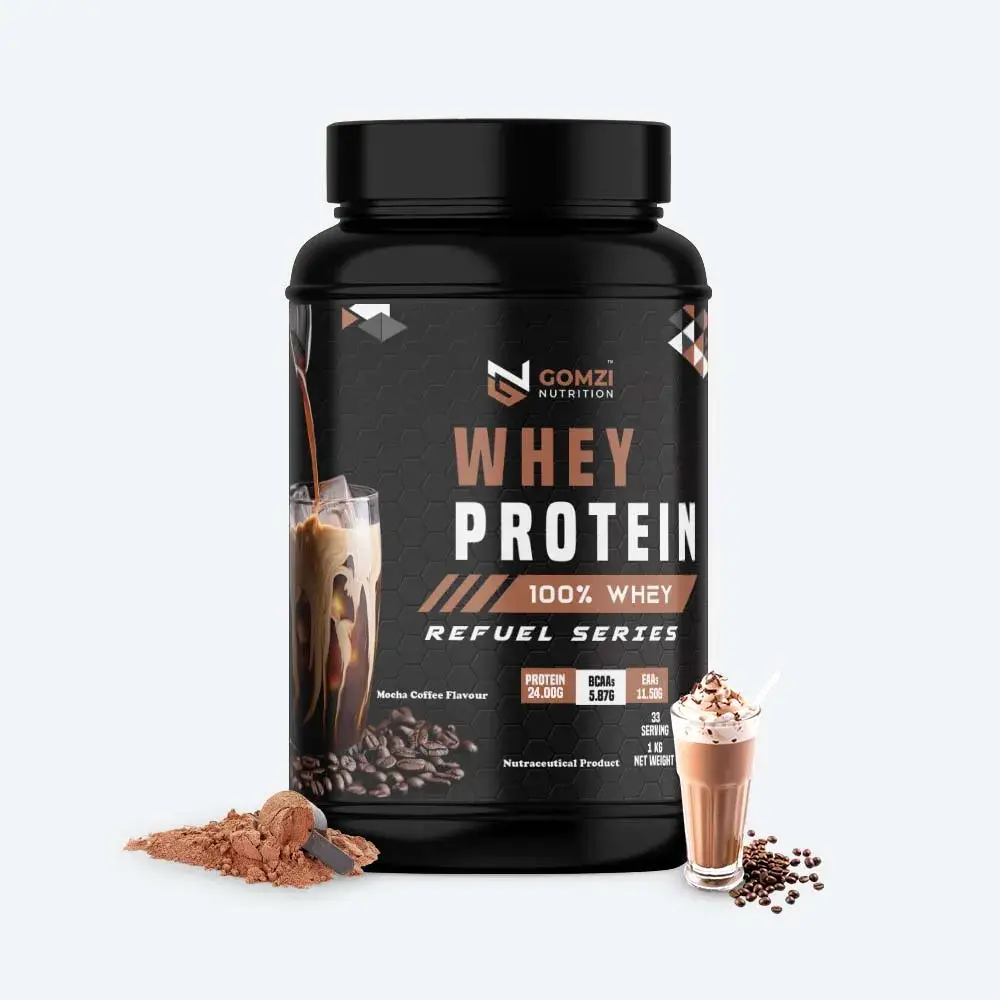 GOMZI™
NUTRITION
WHEY
PROTEIN
100% WHEY
REFUEL SERIES
PROTEIN
24.00G
BCAAs
5.87G
EAAs
11.50G
Mocha Coffee Flavour
33
SERVING
1 KG
NET WEIGHT
Nutraceutical Product